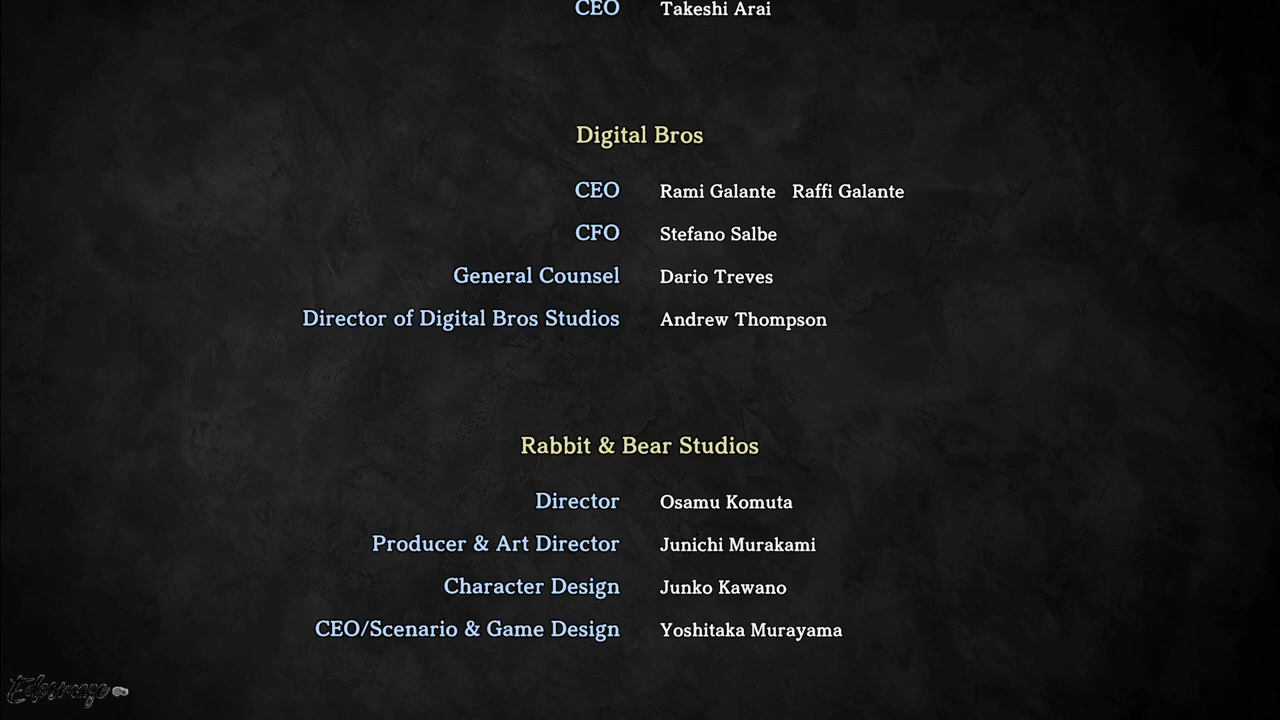 CEO Takeshi Arai
Digital Bros
CEO Rami Galante Raffi Galante
CFO Stefano Salbe
General Counsel Dario Treves
Director of Digital Bros Studios Andrew Thompson
Rabbit & Bear Studios
Director Osamu Komuta
Producer & Art Director Junichi Murakami
Character Design Junko Kawano
CEO/Scenario & Game Design Yoshitaka Murayama